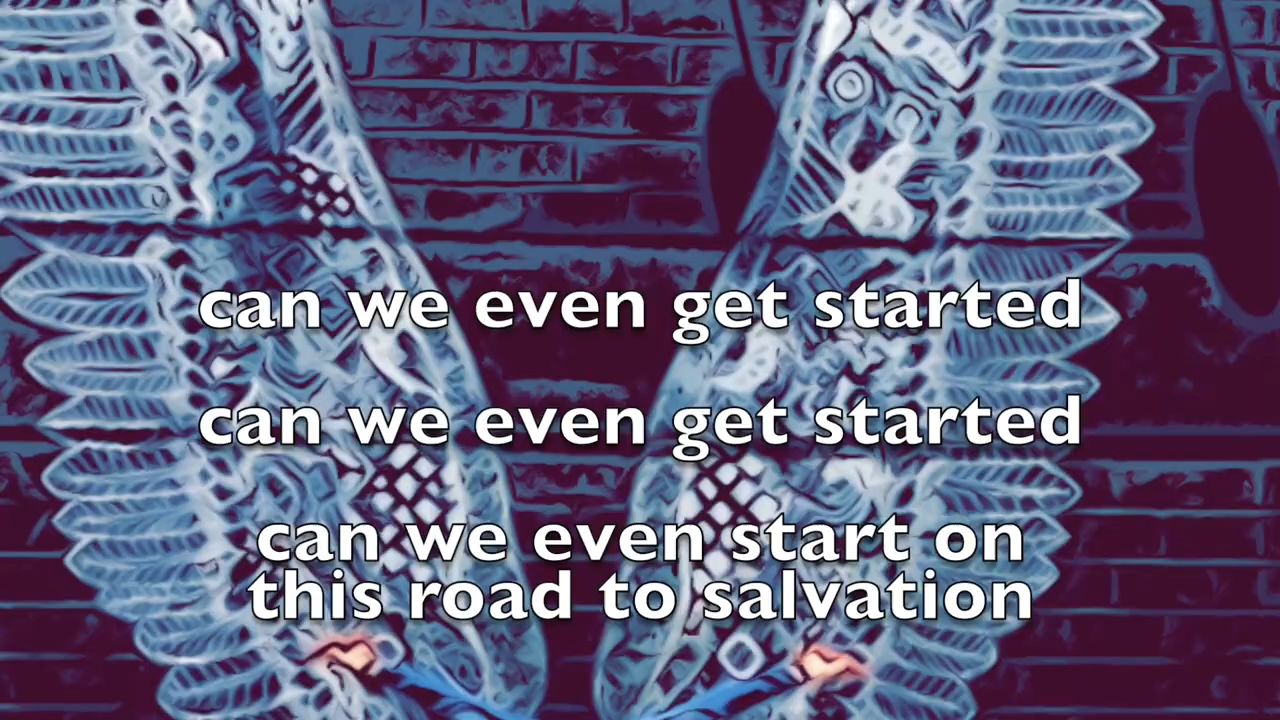 can we even get started
can we even get started
can we even start on
this road to salvation